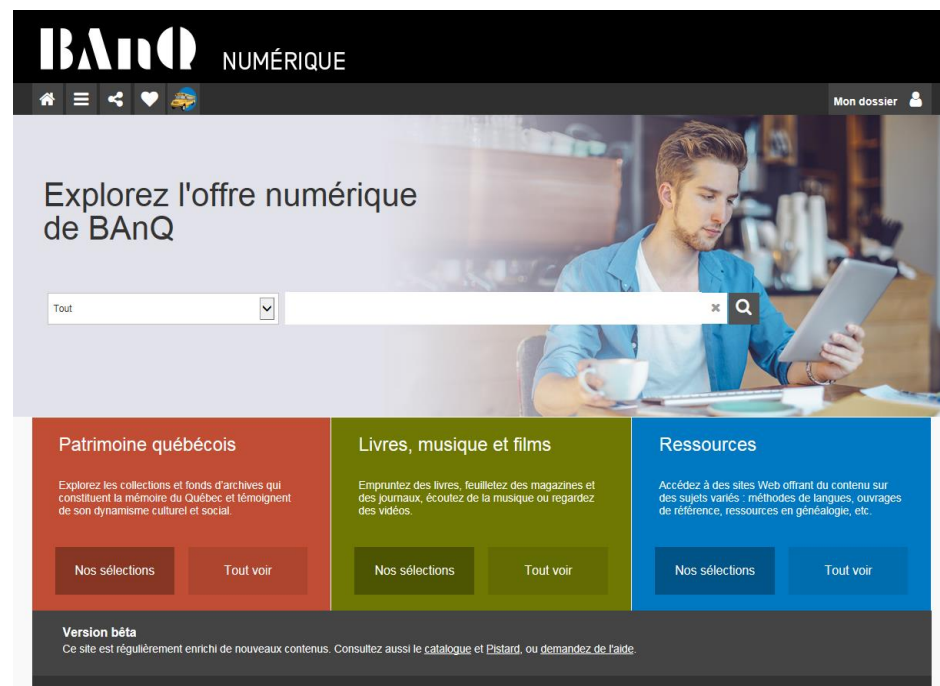 BAnQ NUMÉRIQUE
Mon dossier
Explorez l'offre numérique
de BAnQ
Tout
Patrimoine québécois
Explorez les collections et fonds d'archives qui
constituent la mémoire du Québec et témoignent
de son dynamisme culturel et social.
Nos sélections
Tout voir
Livres, musique et films
Empruntez des livres, feuilletez des magazines et
des journaux, écoutez de la musique ou regardez
des vidéos.
Nos sélections
Tout voir
Ressources
Accédez à des sites Web offrant du contenu sur
des sujets variés : méthodes de langues, ouvrages
de référence, ressources en généalogie, etc.
Nos sélections
Tout voir
Version bêta
Ce site est régulièrement enrichi de nouveaux contenus. Consultez aussi le catalogue et Pistard, ou demandez de l'aide.